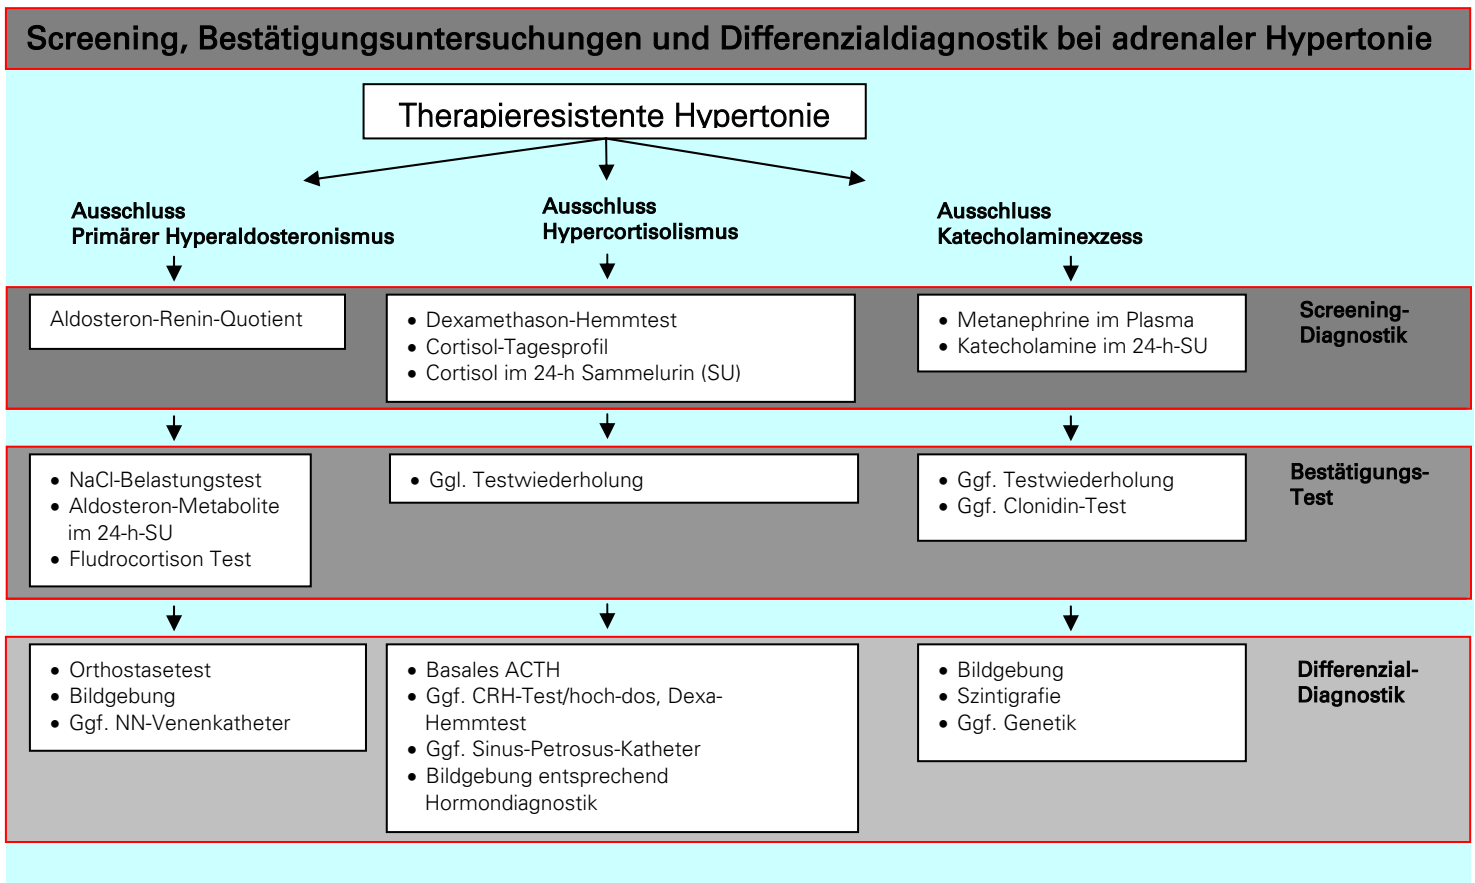 Screening, Bestätigungsuntersuchungen und Differenzialdiagnostik bei adrenaler Hypertonie
Therapieresistente Hypertonie
Ausschluss
Primärer Hyperaldosteronismus
Ausschluss
Hypercortisolismus
Ausschluss
Katecholaminexzess
Aldosteron-Renin-Quotient
• Dexamethason-Hemmtest
• Cortisol-Tagesprofil
• Cortisol im 24-h Sammelurin (SU)
• Metanephrine im Plasma
• Katecholamine im 24-h-SU
Screening-
Diagnostik
• NaCl-Belastungstest
• Aldosteron-Metabolite
im 24-h-SU
• Fludrocortison Test
• Ggl. Testwiederholung
• Ggf. Testwiederholung
• Ggf. Clonidin-Test
Bestätigungs-
Test
• Orthostasetest
• Bildgebung
• Ggf. NN-Venenkatheter
• Basales ACTH
• Ggf. CRH-Test/hoch-dos, Dexa-
Hemmtest
• Ggf. Sinus-Petrosus-Katheter
• Bildgebung entsprechend
Hormondiagnostik
• Bildgebung
• Szintigrafie
• Ggf. Genetik
Differenzial-
Diagnostik